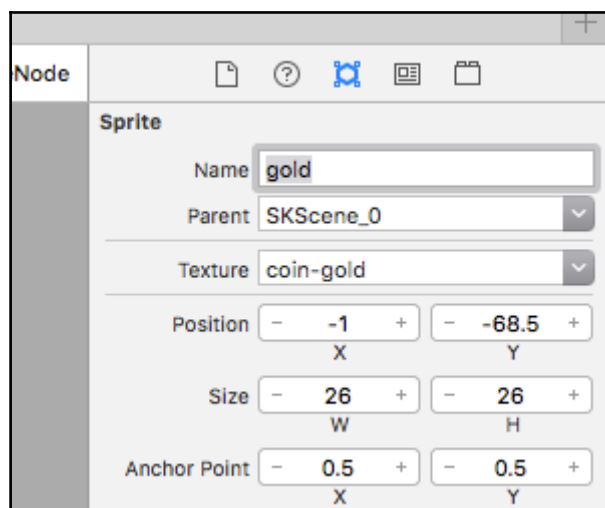 eNode
Sprite
Name gold
Parent SKScene_0
Texture coin-gold
Position − -1 + − -68.5 +
X Y
Size − 26 + − 26 +
W H
Anchor Point − 0.5 + − 0.5 +
X Y